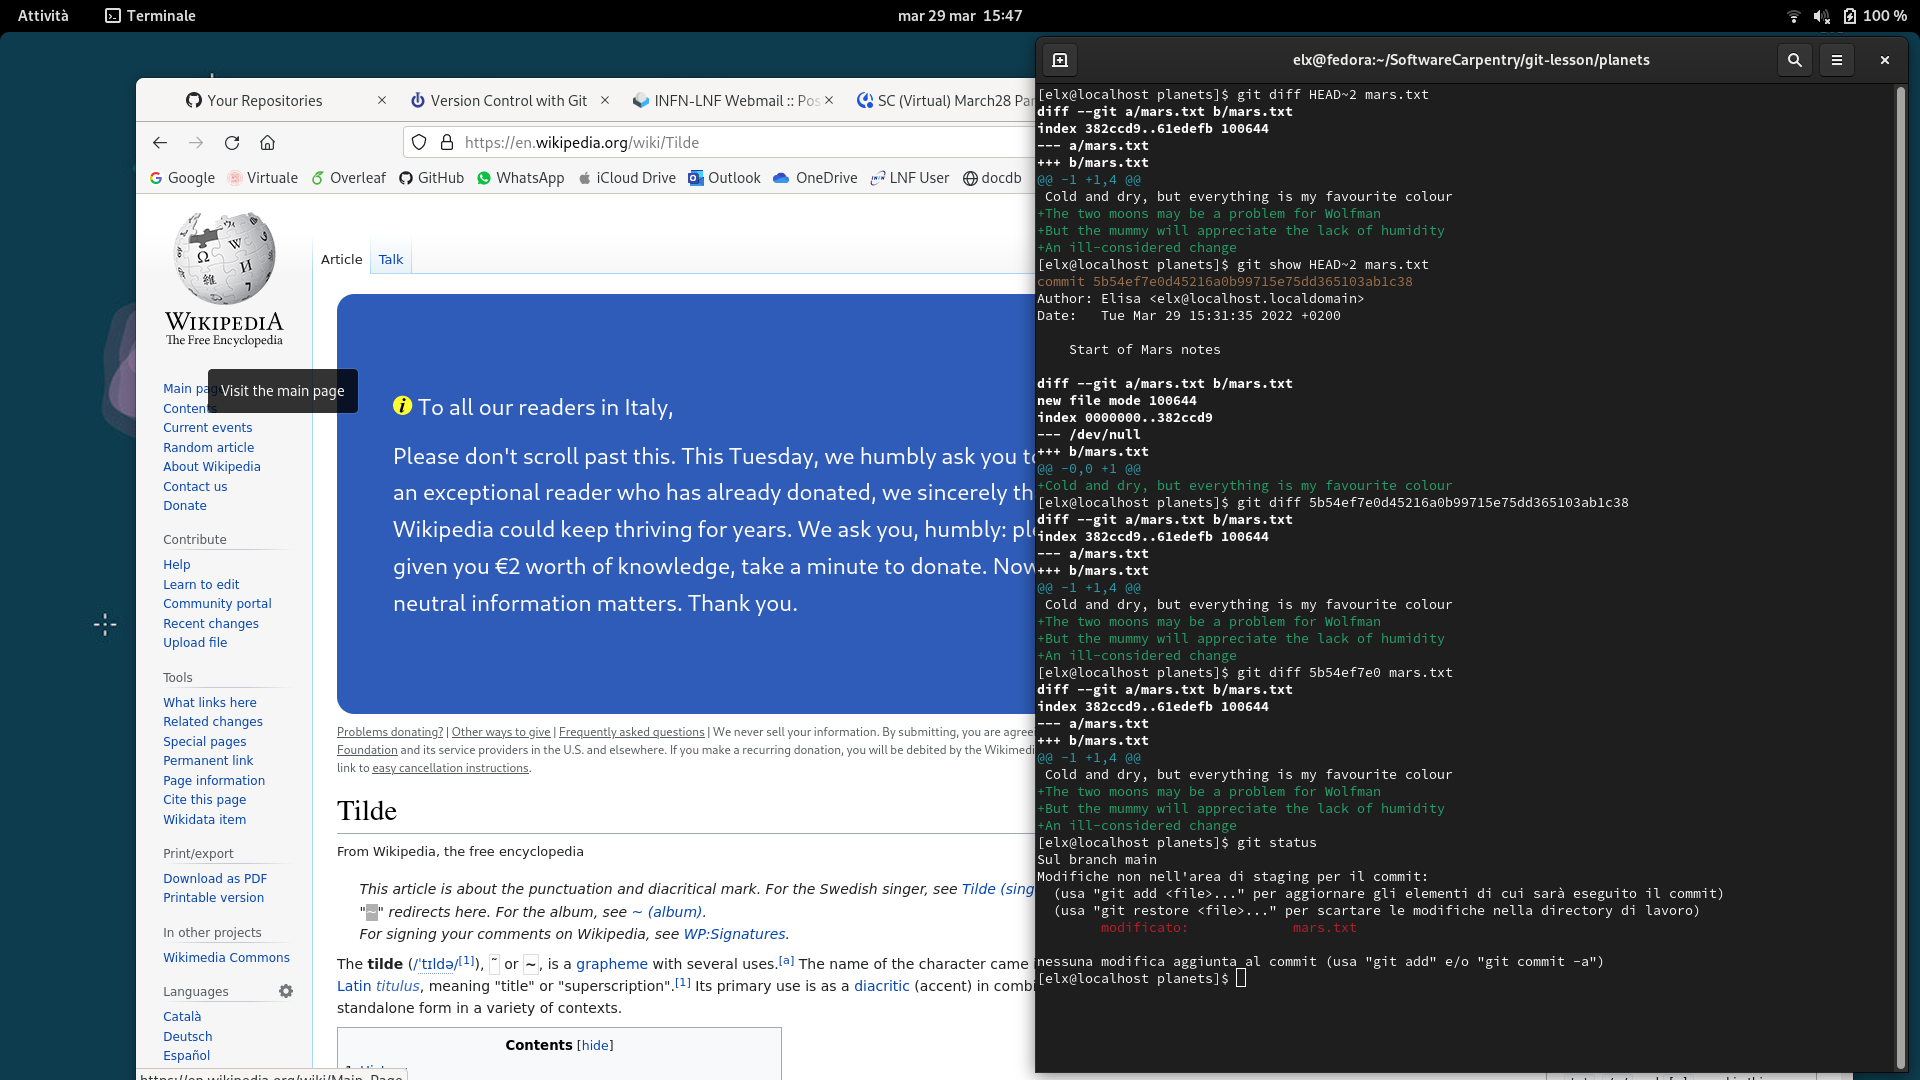 Attività
Terminale
mar 29 mar 15:47
100 %
Your Repositories
Version Control with Git
INFN-LNF Webmail :: Pos
SC (Virtual) March28 Par
https://en.wikipedia.org/wiki/Tilde
Google
Virtuale
Overleaf
GitHub
WhatsApp
iCloud Drive
Outlook
OneDrive
LNF User
docdb
WIKIPEDIA
The Free Encyclopedia
Main pag
Visit the main page
Contents
Current events
Random article
About Wikipedia
Contact us
Donate
Contribute
Help
Learn to edit
Community portal
Recent changes
Upload file
Tools
What links here
Related changes
Special pages
Permanent link
Page information
Cite this page
Wikidata item
Print/export
Download as PDF
Printable version
In other projects
Wikimedia Commons
Languages
Català
Deutsch
Español
https://en.wikipedia.org/wiki/Main_Page
Article
Talk
To all our readers in Italy,
Please don't scroll past this. This Tuesday, we humbly ask you to
an exceptional reader who has already donated, we sincerely th
Wikipedia could keep thriving for years. We ask you, humbly: ple
given you €2 worth of knowledge, take a minute to donate. Now
neutral information matters. Thank you.
Problems donating? | Other ways to give | Frequently asked questions | We never sell your information. By submitting, you are agree
Foundation and its service providers in the U.S. and elsewhere. If you make a recurring donation, you will be debited by the Wikimedi
link to easy cancellation instructions.
Tilde
From Wikipedia, the free encyclopedia
This article is about the punctuation and diacritical mark. For the Swedish singer, see Tilde (sing
"~" redirects here. For the album, see ~ (album).
For signing your comments on Wikipedia, see WP:Signatures.
The tilde (/ˈtɪldə/[1]), ˜ or ~, is a grapheme with several uses.[a] The name of the character came i
Latin titulus, meaning "title" or "superscription".[1] Its primary use is as a diacritic (accent) in combi
standalone form in a variety of contexts.
Contents [hide]
elx@fedora:~/SoftwareCarpentry/git-lesson/planets
[elx@localhost planets]$ git diff HEAD~2 mars.txt
diff --git a/mars.txt b/mars.txt
index 382ccd9..61edefb 100644
--- a/mars.txt
+++ b/mars.txt
@@ -1 +1,4 @@
 Cold and dry, but everything is my favourite colour
+The two moons may be a problem for Wolfman
+But the mummy will appreciate the lack of humidity
+An ill-considered change
[elx@localhost planets]$ git show HEAD~2 mars.txt
commit 5b54ef7e0d45216a0b99715e75dd365103ab1c38
Author: Elisa <elx@localhost.localdomain>
Date:   Tue Mar 29 15:31:35 2022 +0200
    Start of Mars notes
diff --git a/mars.txt b/mars.txt
new file mode 100644
index 0000000..382ccd9
--- /dev/null
+++ b/mars.txt
@@ -0,0 +1 @@
+Cold and dry, but everything is my favourite colour
[elx@localhost planets]$ git diff 5b54ef7e0d45216a0b99715e75dd365103ab1c38
diff --git a/mars.txt b/mars.txt
index 382ccd9..61edefb 100644
--- a/mars.txt
+++ b/mars.txt
@@ -1 +1,4 @@
 Cold and dry, but everything is my favourite colour
+The two moons may be a problem for Wolfman
+But the mummy will appreciate the lack of humidity
+An ill-considered change
[elx@localhost planets]$ git diff 5b54ef7e0 mars.txt
diff --git a/mars.txt b/mars.txt
index 382ccd9..61edefb 100644
--- a/mars.txt
+++ b/mars.txt
@@ -1 +1,4 @@
 Cold and dry, but everything is my favourite colour
+The two moons may be a problem for Wolfman
+But the mummy will appreciate the lack of humidity
+An ill-considered change
[elx@localhost planets]$ git status
Sul branch main
Modifiche non nell'area di staging per il commit:
  (usa "git add <file>..." per aggiornare gli elementi di cui sarà eseguito il commit)
  (usa "git restore <file>..." per scartare le modifiche nella directory di lavoro)
        modificato:             mars.txt
nessuna modifica aggiunta al commit (usa "git add" e/o "git commit -a")
[elx@localhost planets]$